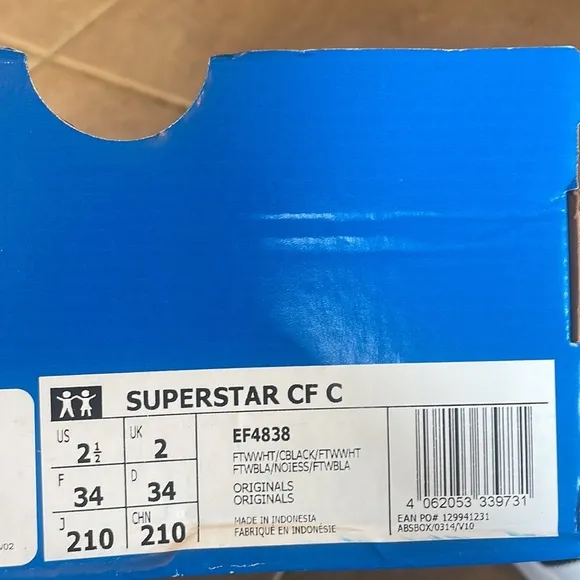 SUPERSTAR CF C
US 2½ UK 2
F 34 D 34
J 210 CHN 210
EF4838
FTWWHT/CBLACK/FTWWHT
FTWBLA/NOIESS/FTWBLA
ORIGINALS
ORIGINALS
MADE IN INDONESIA
FABRIQUÉ EN INDONÉSIE
4 062053 339731
EAN PO# 129941231
ABSBOX/0314/V10